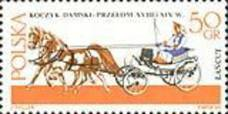 KOCZYK DAMSKI-PRZEŁOM XVIII/XIX W.
50
GR
POLSKA
ŁAŃCUT